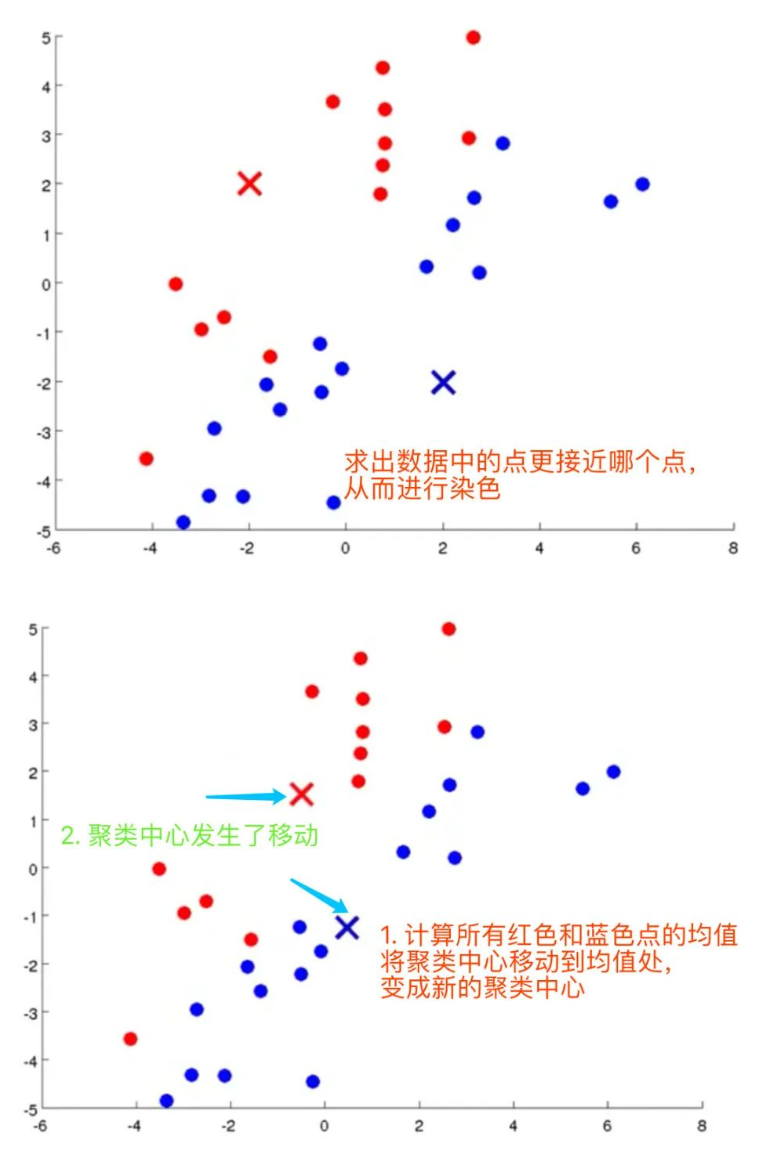 5
4
3
2
1
0
-1
-2
-3
-4
-5
求出数据中的点更接近哪个点，
从而进行染色
-6 -4 -2 0 2 4 6 8
5
4
3
2
1
0
-1
-2
-3
-4
-5
2. 聚类中心发生了移动
1. 计算所有红色和蓝色点的均值
将聚类中心移动到均值处，
变成新的聚类中心
-6 -4 -2 0 2 4 6 8